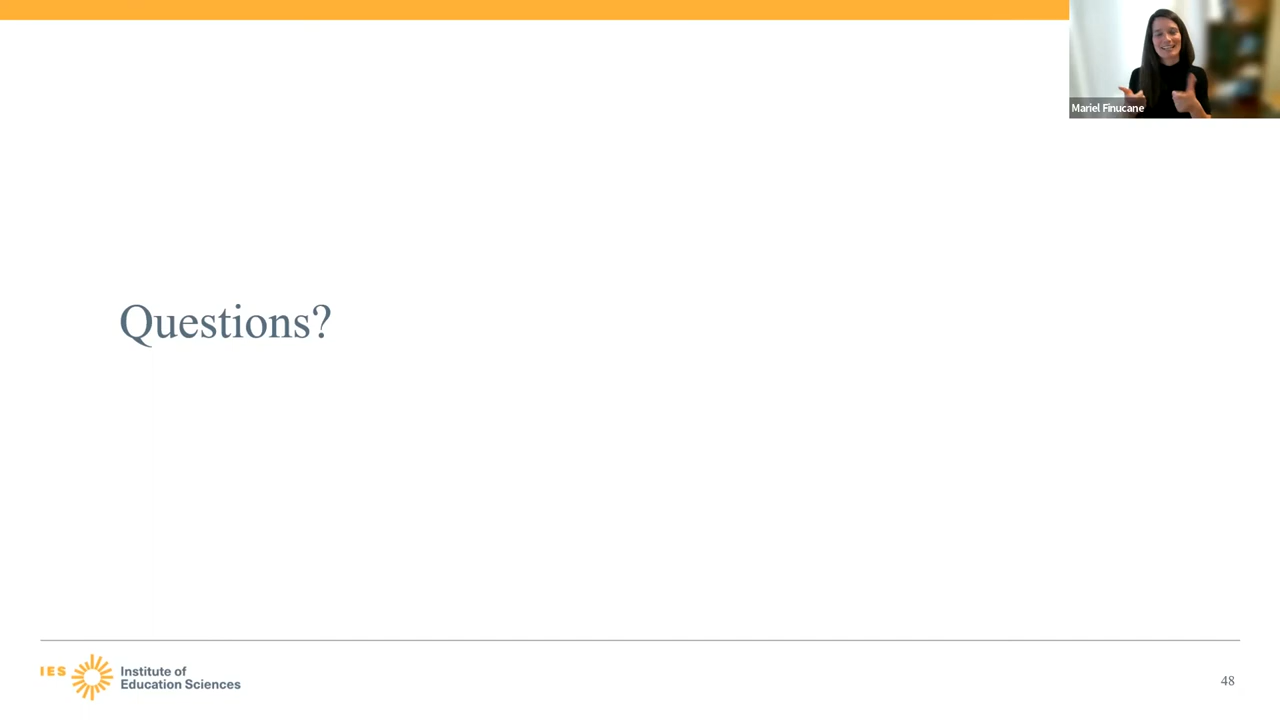 Mariel Finucane
Questions?
IES
Institute of
Education Sciences
48